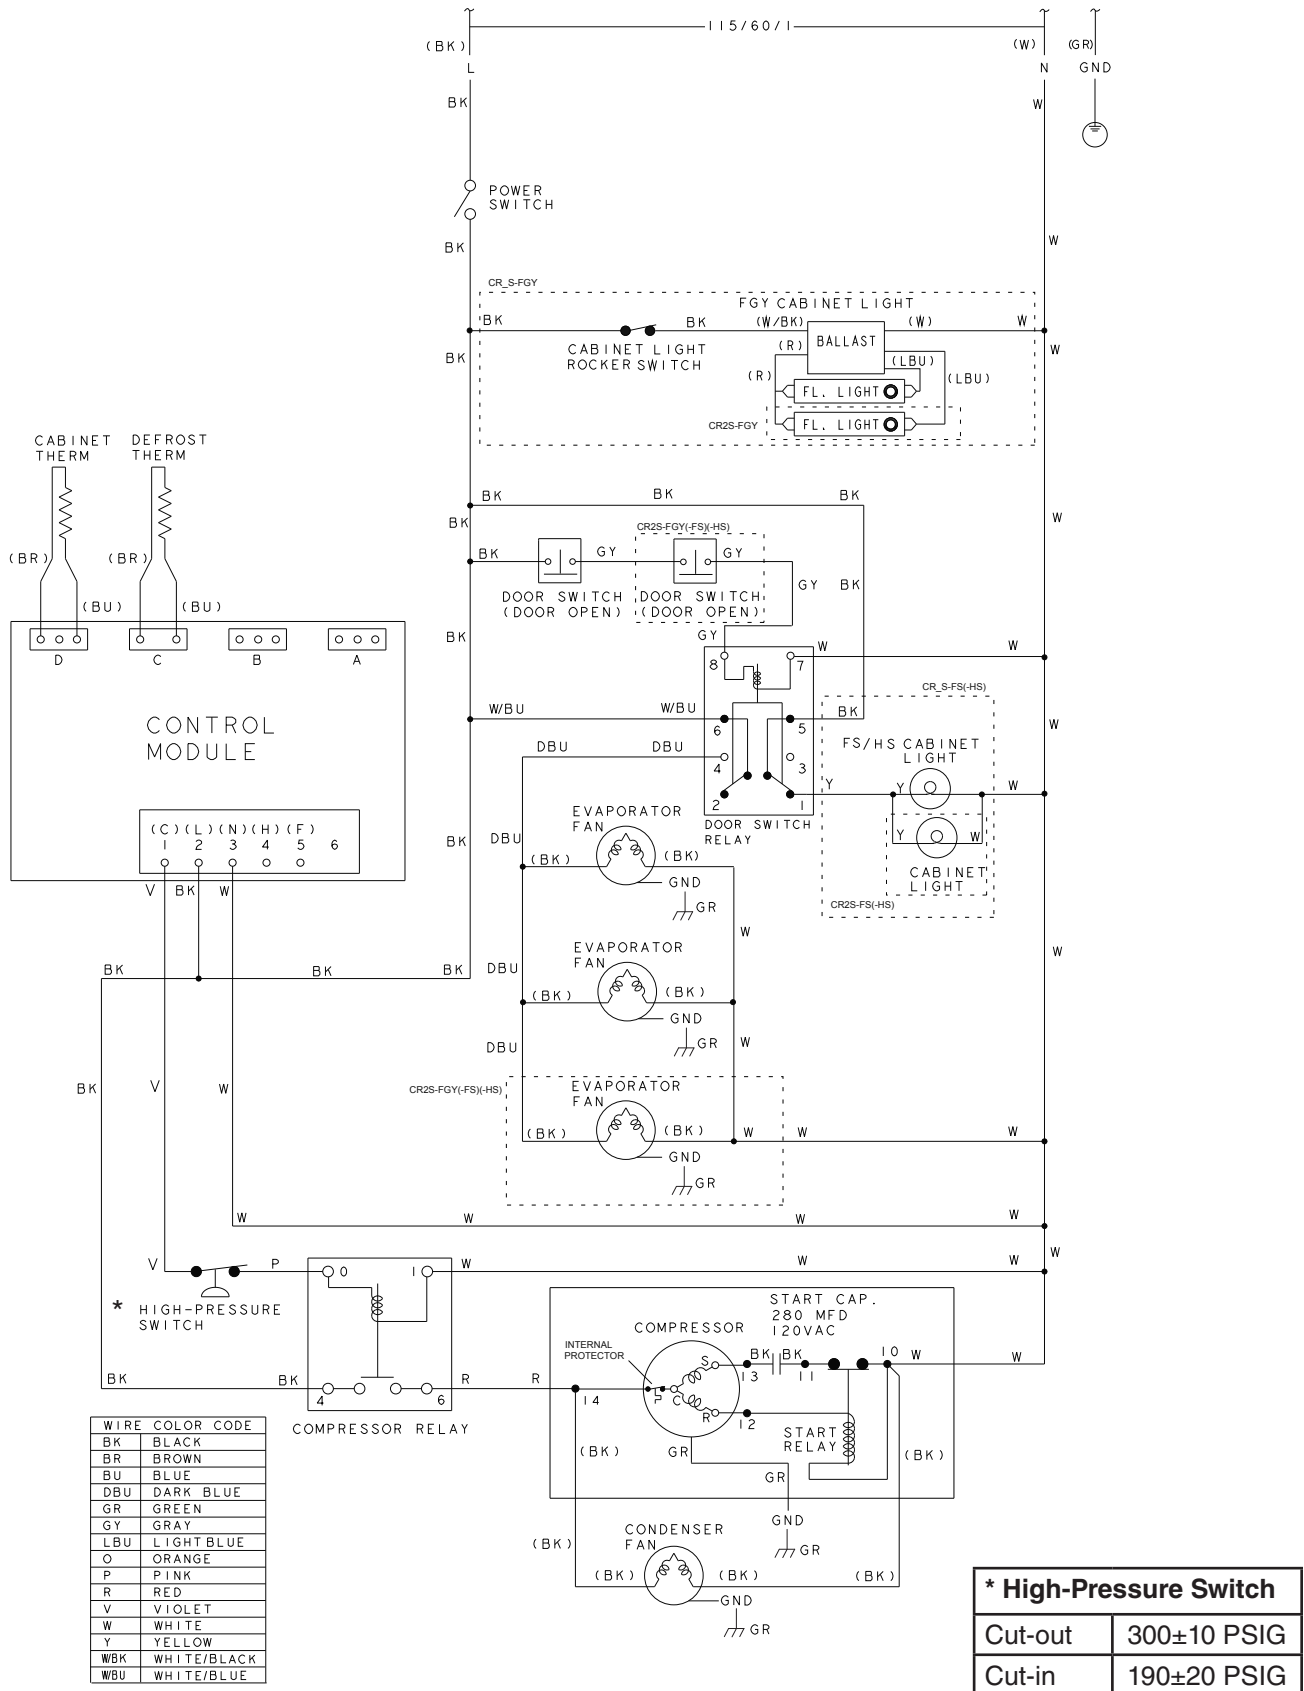 115/60/1
(BK)
(W)
(GR)
L
N
GND
BK
W
POWER
SWITCH
BK
W
CR_S-FGY
FGY CABINET LIGHT
BK
BK
(W/BK)
(W)
W
BALLAST
CABINET LIGHT
ROCKER SWITCH
BK
(R)
(LBU)
W
(R)
FL. LIGHT
(LBU)
CR2S-FGY
FL. LIGHT
CABINET
THERM
DEFROST
THERM
BK
BK
BK
BK
W
CR2S-FGY(-FS)(-HS)
BK
GY
GY
(BR)
(BR)
DOOR SWITCH
(DOOR OPEN)
DOOR SWITCH
(DOOR OPEN)
GY
BK
(BU)
(BU)
BK
GY
W
W
D
C
B
A
8
7
CR_S-FS(-HS)
CONTROL
MODULE
W/BU
W/BU
6
5
BK
W
DBU
DBU
4
3
FS/HS CABINET
LIGHT
2
1
Y
Y
W
DOOR SWITCH
RELAY
Y
W
CABINET
LIGHT
CR2S-FS(-HS)
EVAPORATOR
FAN
DBU
(BK)
(BK)
GND
GR
(C) (L) (N) (H) (F)
1 2 3 4 5 6
V
BK
W
BK
W
W
EVAPORATOR
FAN
BK
BK
BK
DBU
(BK)
(BK)
GND
GR
DBU
W
BK
V
W
CR2S-FGY(-FS)(-HS)
EVAPORATOR
FAN
(BK)
(BK)
W
W
W
GND
GR
W
W
W
W
W
V
P
0
1
W
W
W
* HIGH-PRESSURE
SWITCH
START CAP.
280 MFD
120VAC
COMPRESSOR
INTERNAL
PROTECTOR
S
BK
BK
10
W
W
13
11
BK
BK
4
6
R
R
14
C
R
12
COMPRESSOR RELAY
START
RELAY
(BK)
GR
GR
(BK)
GND
GR
CONDENSER
FAN
(BK)
(BK)
(BK)
(BK)
GND
GR
WIRE COLOR CODE
BK BLACK
BR BROWN
BU BLUE
DBU DARK BLUE
GR GREEN
GY GRAY
LBU LIGHT BLUE
O ORANGE
P PINK
R RED
V VIOLET
W WHITE
Y YELLOW
W/BK WHITE/BLACK
W/BU WHITE/BLUE
* High-Pressure Switch
Cut-out 300±10 PSIG
Cut-in 190±20 PSIG